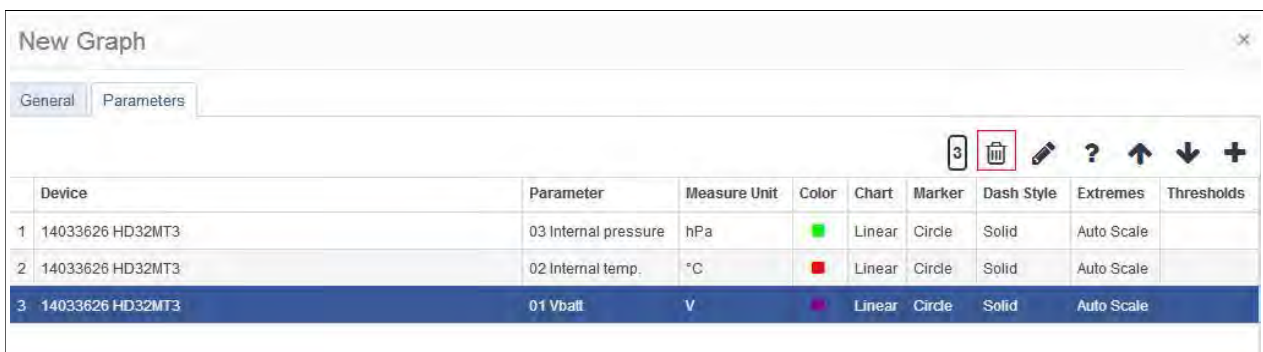 New Graph ×
General Parameters
3 ?
Device Parameter Measure Unit Color Chart Marker Dash Style Extremes Thresholds
1 14033626 HD32MT3 03 Internal pressure hPa Linear Circle Solid Auto Scale
2 14033626 HD32MT3 02 Internal temp. °C Linear Circle Solid Auto Scale
3 14033626 HD32MT3 01 Vbatt V Linear Circle Solid Auto Scale